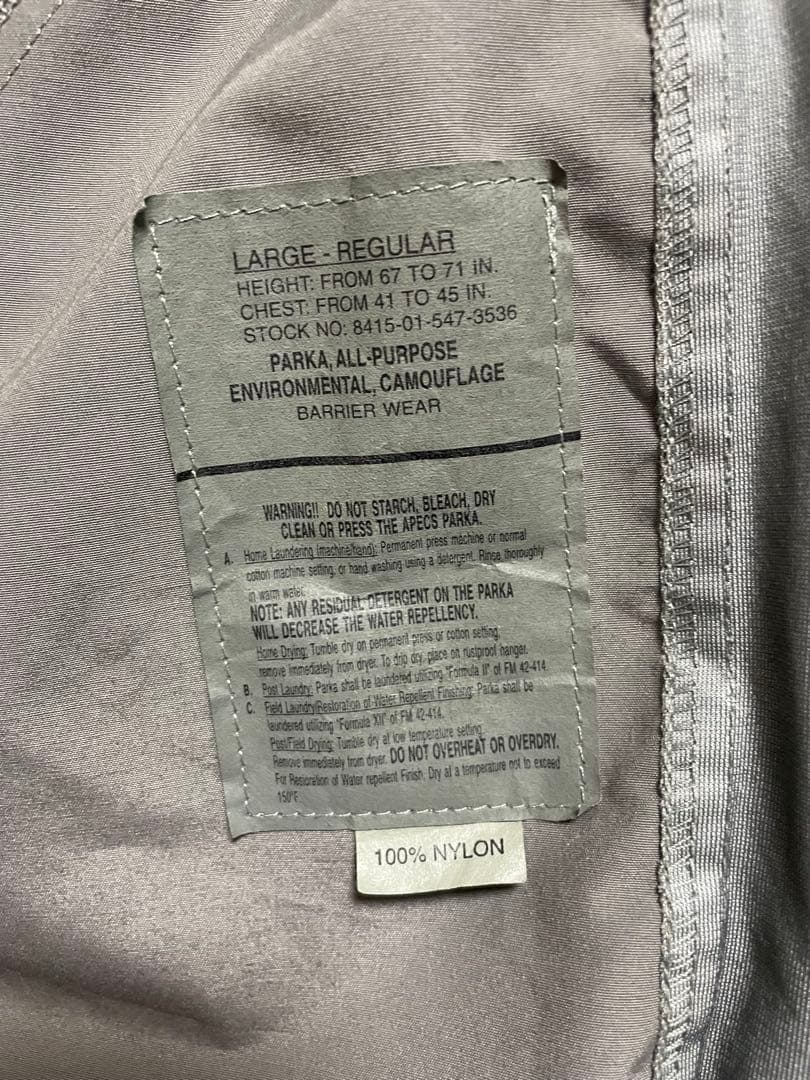 LARGE - REGULAR
HEIGHT: FROM 67 TO 71 IN.
CHEST: FROM 41 TO 45 IN.
STOCK NO: 8415-01-547-3536
PARKA, ALL-PURPOSE
ENVIRONMENTAL, CAMOUFLAGE
BARRIER WEAR
WARNING!! DO NOT STARCH, BLEACH, DRY
CLEAN OR PRESS THE APECS PARKA.
A. Home Laundering (machine/hand): Permanent press machine or normal
cotton machine setting, or hand washing using a detergent. Rinse thoroughly
in warm water.
NOTE: ANY RESIDUAL DETERGENT ON THE PARKA
WILL DECREASE THE WATER REPELLENCY.
Home Drying: Tumble dry on permanent press or cotton setting,
remove immediately from dryer. To drip dry, place on rustproof hanger.
B. Post Laundry: Parka shall be laundered utilizing "Formula II" of FM 42-414.
C. Field Laundry/Restoration of Water Repellent Finishing: Parka shall be
laundered utilizing "Formula XII" of FM 42-414.
Post/Field Drying: Tumble dry at low temperature setting.
Remove immediately from dryer. DO NOT OVERHEAT OR OVERDRY.
For Restoration of Water repellent Finish, Dry at a temperature not to exceed
150°F
100% NYLON